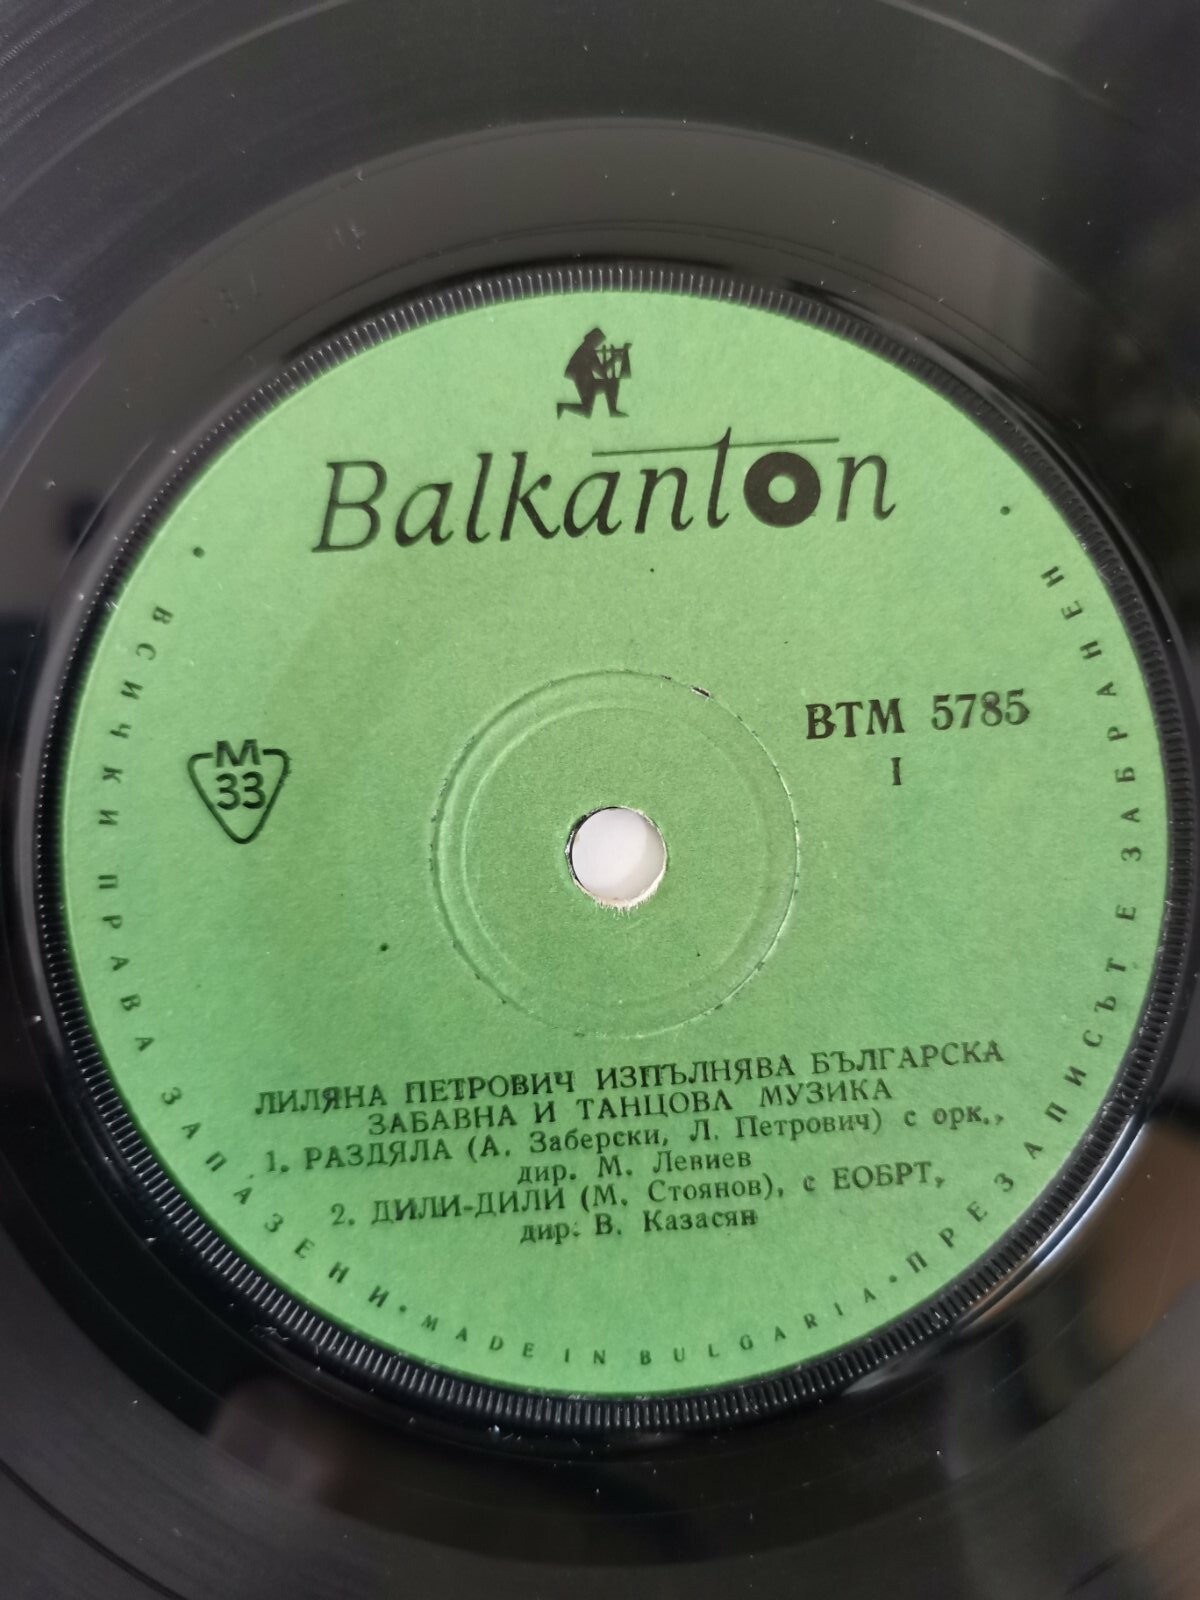 Balkanton
ВТМ 5785
I
М
33
ЛИЛЯНА ПЕТРОВИЧ ИЗПЪЛНЯВА БЪЛГАРСКА
ЗАБАВНА И ТАНЦОВА МУЗИКА
1. РАЗДЯЛА (А. Заберски, Л. Петрович) с орк.,
дир. М. Левиев
2. ДИЛИ-ДИЛИ (М. Стоянов), с ЕОБРТ,
дир. В. Казасян
• ВСИЧКИ ПРАВА ЗАПАЗЕНИ • MADE IN BULGARIA • ПРЕЗАПИСЪТ Е ЗАБРАНЕН •